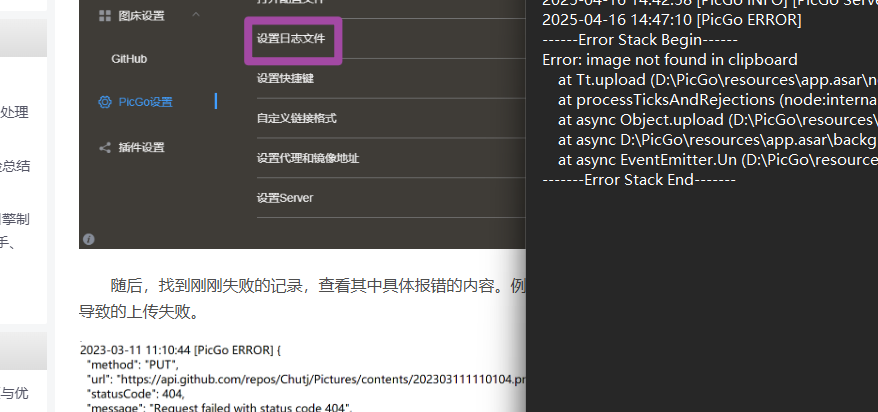 图床设置
GitHub
PicGo设置
插件设置
设置日志文件
设置快捷键
自定义链接格式
设置代理和镜像地址
设置Server
处理
总结
擎制
手、
与优
随后，找到刚刚失败的记录，查看其中具体报错的内容。例
导致的上传失败。
2023-03-11 11:10:44 [PicGo ERROR] {
"method": "PUT",
"url": "https://api.github.com/repos/Chutj/Pictures/contents/202303111110104.pr
"statusCode": 404,
"message": "Request failed with status code 404",
2025-04-16 14:42:58 [PicGo INFO] [PicGo Serve
2025-04-16 14:47:10 [PicGo ERROR]
------Error Stack Begin------
Error: image not found in clipboard
at Tt.upload (D:\PicGo\resources\app.asar\n
at processTicksAndRejections (node:interna
at async Object.upload (D:\PicGo\resources\
at async D:\PicGo\resources\app.asar\backg
at async EventEmitter.Un (D:\PicGo\resource
-------Error Stack End-------